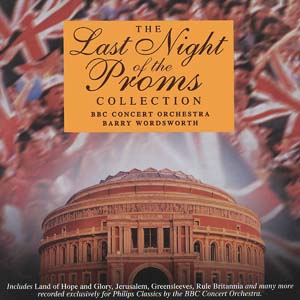 THE
Last Night
of the
Proms
COLLECTION
BBC CONCERT ORCHESTRA
BARRY WORDSWORTH
Includes Land of Hope and Glory, Jerusalem, Greensleeves, Rule Britannia and many more
recorded exclusively for Philips Classics by the BBC Concert Orchestra.